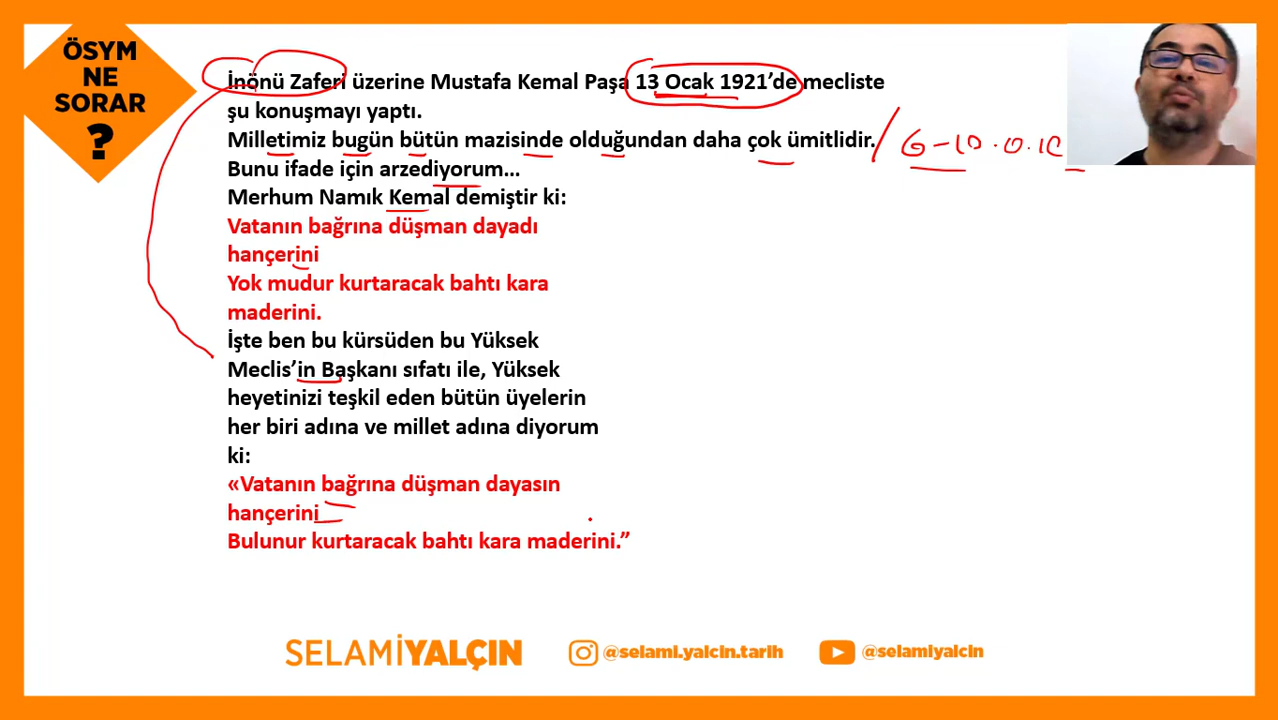 ÖSYM
NE
SORAR
?
İnönü Zaferi üzerine Mustafa Kemal Paşa 13 Ocak 1921’de mecliste
şu konuşmayı yaptı.
Milletimiz bugün bütün mazisinde olduğundan daha çok ümitlidir.
Bunu ifade için arzediyorum...
Merhum Namık Kemal demiştir ki:
Vatanın bağrına düşman dayadı
hançerini
Yok mudur kurtaracak bahtı kara
maderini.
İşte ben bu kürsüden bu Yüksek
Meclis’in Başkanı sıfatı ile, Yüksek
heyetinizi teşkil eden bütün üyelerin
her biri adına ve millet adına diyorum
ki:
«Vatanın bağrına düşman dayasın
hançerini
Bulunur kurtaracak bahtı kara maderini.”
SELAMİYALÇIN
@selami.yalcin.tarih
@selamiyalcin